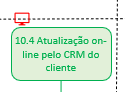 10.4 Atualização on-
line pelo CRM do
cliente